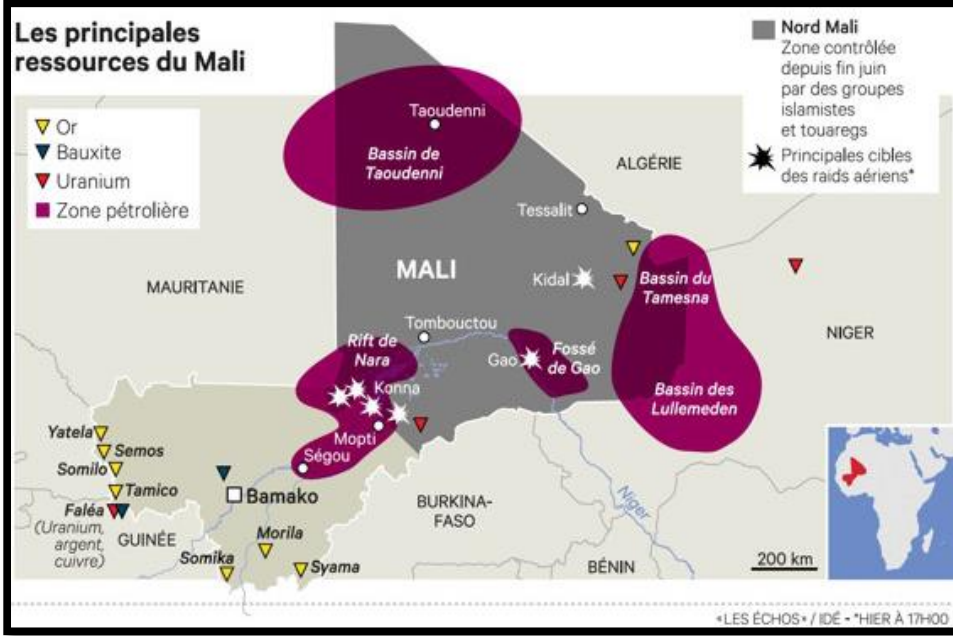 Les principales
ressources du Mali
Or
Bauxite
Uranium
Zone pétrolière
Nord Mali
Zone contrôlée
depuis fin juin
par des groupes
islamistes
et touaregs
Principales cibles
des raids aériens*
Taoudenni
Bassin de
Taoudenni
ALGÉRIE
Tessalit
MALI
Kidal
Bassin du
Tamesna
MAURITANIE
NIGER
Tombouctou
Rift de
Nara
Gao
Fossé
de Gao
Konna
Bassin des
Lullemeden
Mopti
Ségou
Yatela
Semos
Somilo
Tamico
Bamako
Faléa
(Uranium,
argent,
cuivre)
GUINÉE
BURKINA-
FASO
Niger
Morila
Somika
Syama
BÉNIN
200 km
«LES ÉCHOS» / IDÉ - *HIER À 17H00